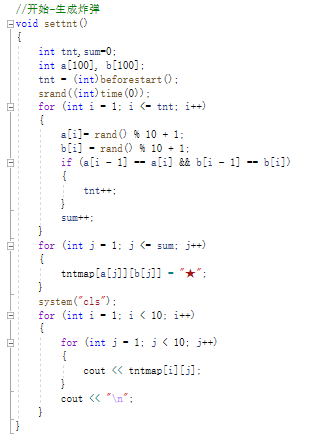 //开始-生成炸弹
void settnt()
{
int tnt,sum=0;
int a[100], b[100];
tnt = (int)beforestart();
srand((int)time(0));
for (int i = 1; i <= tnt; i++)
{
a[i]= rand() % 10 + 1;
b[i] = rand() % 10 + 1;
if (a[i - 1] == a[i] && b[i - 1] == b[i])
{
tnt++;
}
sum++;
}
for (int j = 1; j <= sum; j++)
{
tntmap[a[j]][b[j]] = "★";
}
system("cls");
for (int i = 1; i < 10; i++)
{
for (int j = 1; j < 10; j++)
{
cout << tntmap[i][j];
}
cout << "\n";
}
}